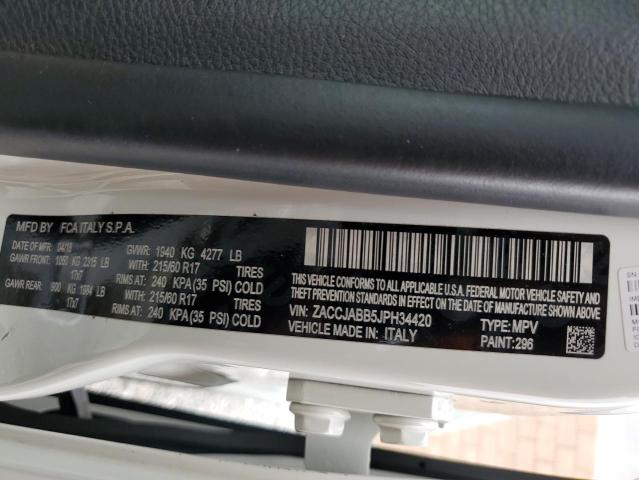 MFD BY FCA ITALY S.P.A.
DATE OF MFR 04/18 GVWR: 1940 KG 4277 LB
GAWR FRONT: 1050 KG 2315 LB WITH: 215/60 R17 TIRES
17x7 RIMS AT: 240 KPA(35 PSI) COLD
GAWR REAR: 900 KG 1984 LB WITH: 215/60 R17 TIRES
17x7 RIMS AT: 240 KPA(35 PSI) COLD
THIS VEHICLE CONFORMS TO ALL APPLICABLE U.S.A. FEDERAL MOTOR VEHICLE SAFETY AND
THEFT PREVENTION STANDARDS IN EFFECT ON THE DATE OF MANUFACTURE SHOWN ABOVE.
VIN: ZACCJABB5JPH34420 TYPE: MPV
VEHICLE MADE IN: ITALY PAINT: 296
SN